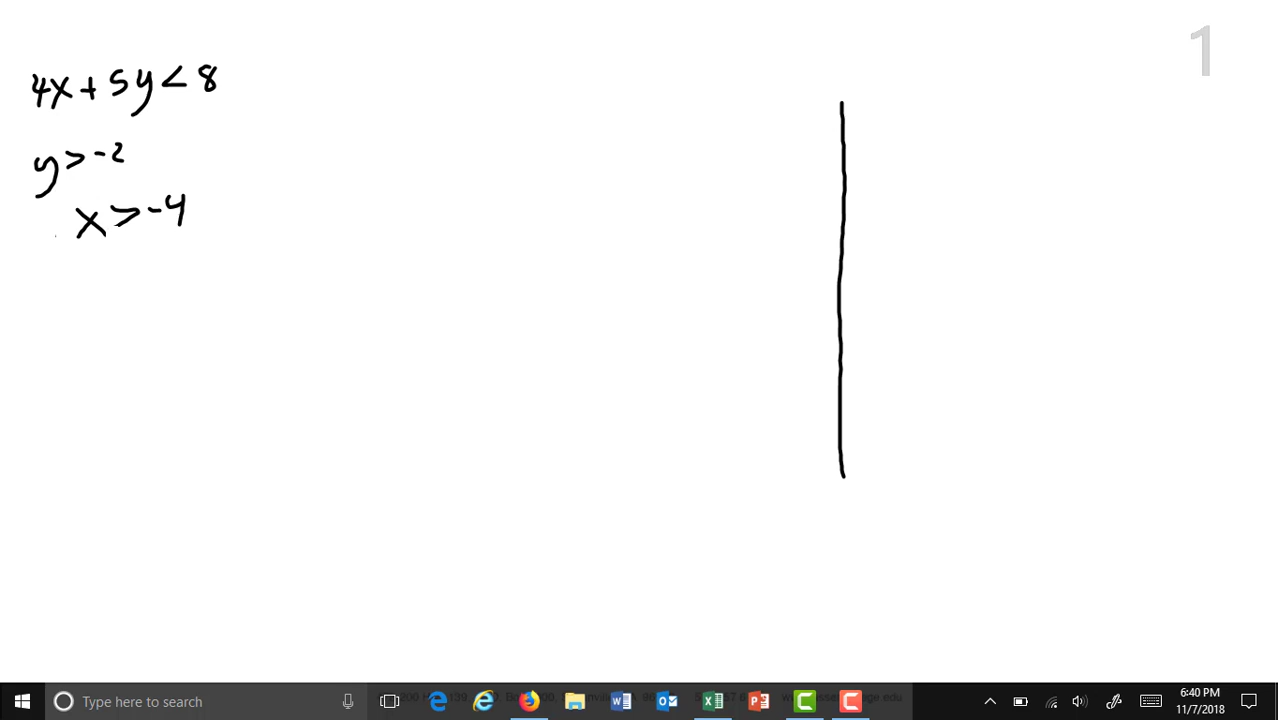 1
4x + 5y < 8
y > -2
x > -4
Type here to search
6:40 PM
11/7/2018